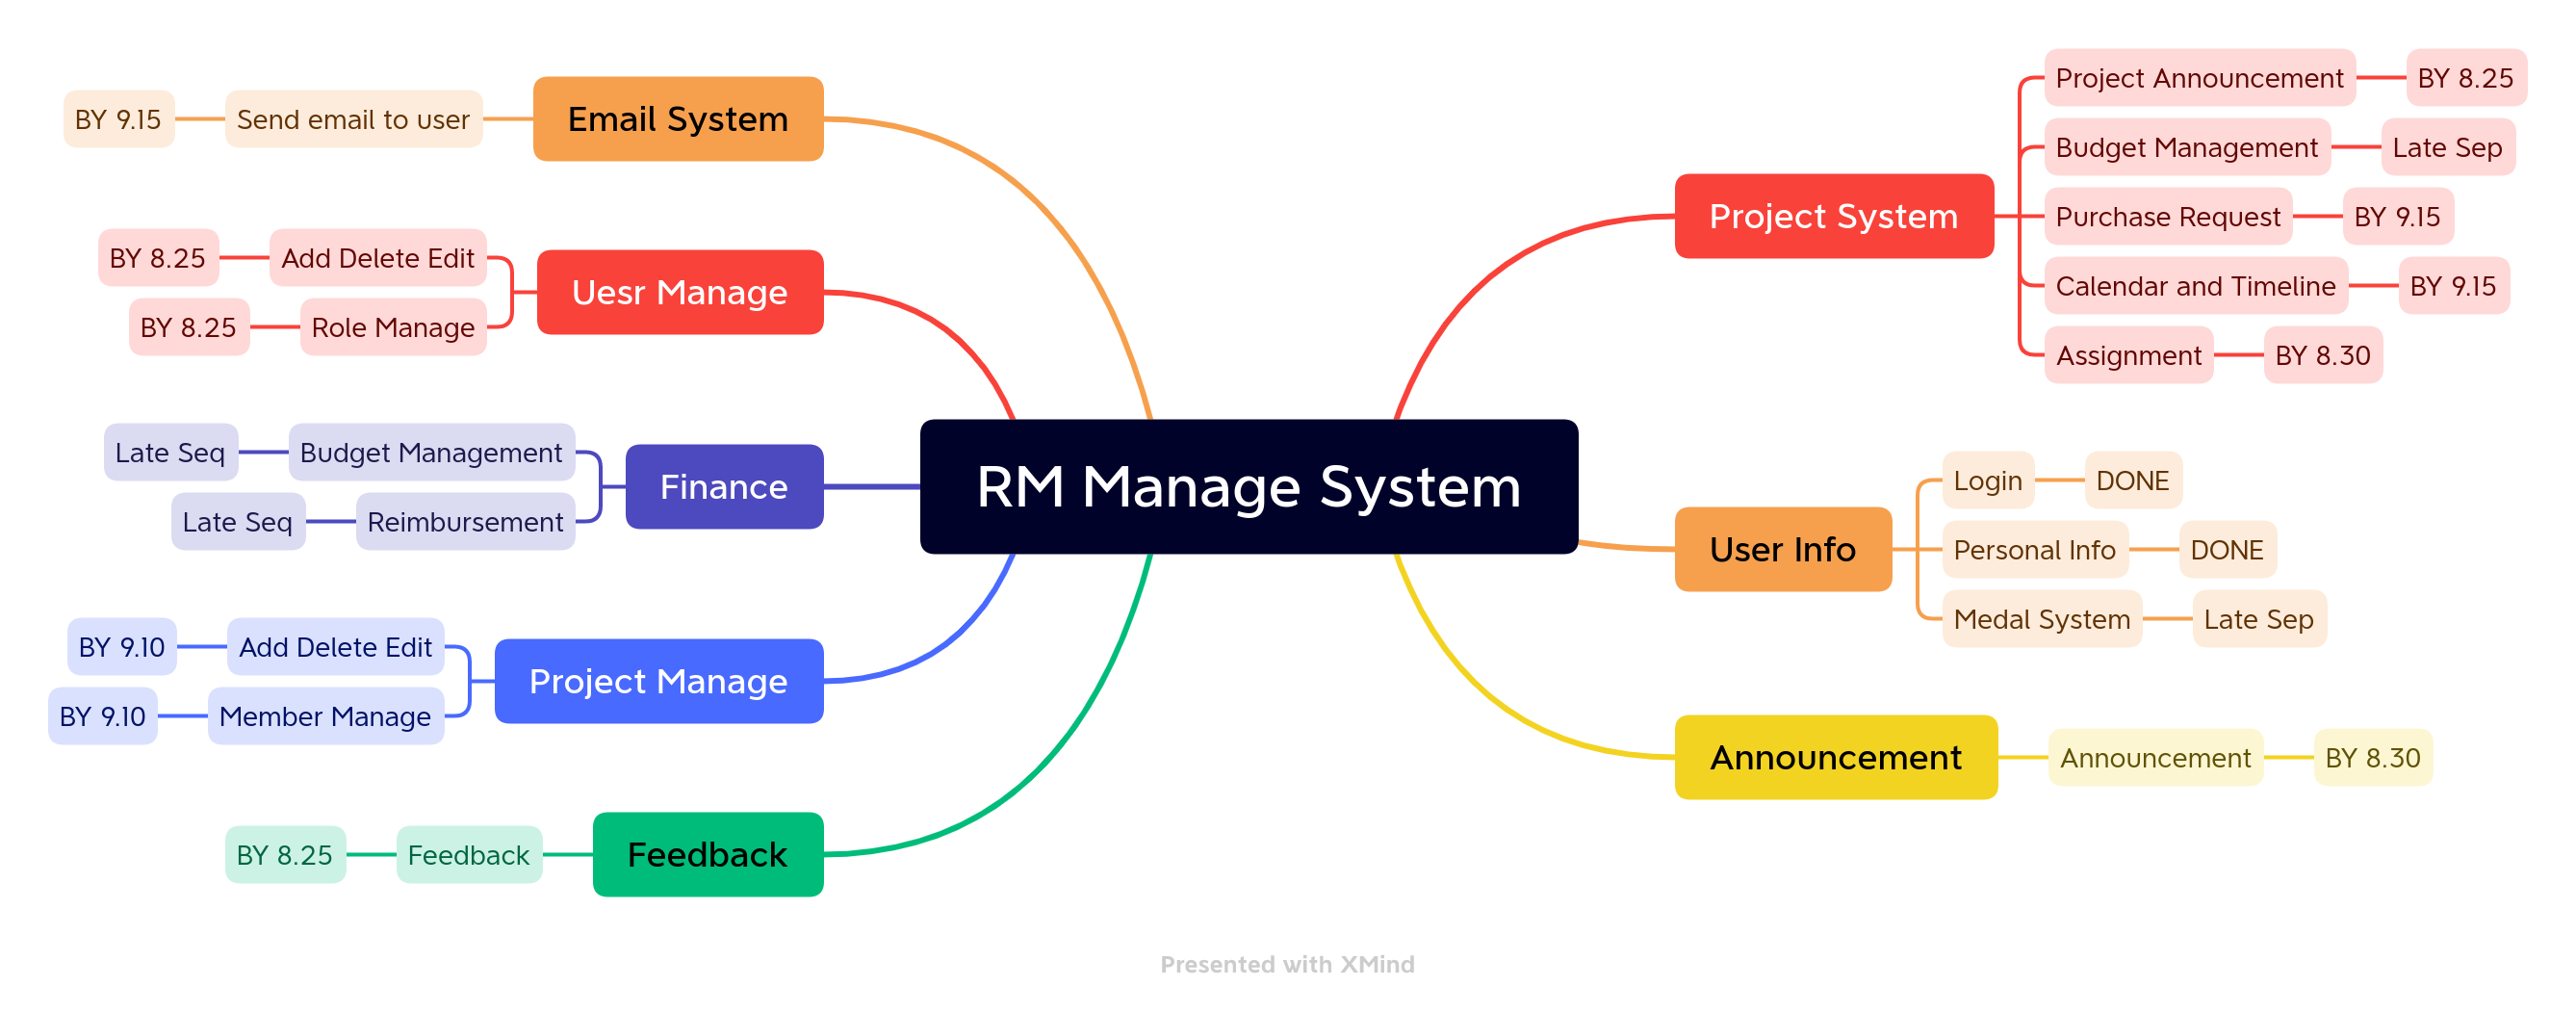 RM Manage System
Project System
Project Announcement
BY 8.25
Budget Management
Late Sep
Purchase Request
BY 9.15
Calendar and Timeline
BY 9.15
Assignment
BY 8.30
User Info
Login
DONE
Personal Info
DONE
Medal System
Late Sep
Announcement
Announcement
BY 8.30
Email System
Send email to user
BY 9.15
Uesr Manage
Add Delete Edit
BY 8.25
Role Manage
BY 8.25
Finance
Budget Management
Late Seq
Reimbursement
Late Seq
Project Manage
Add Delete Edit
BY 9.10
Member Manage
BY 9.10
Feedback
Feedback
BY 8.25
Presented with XMind